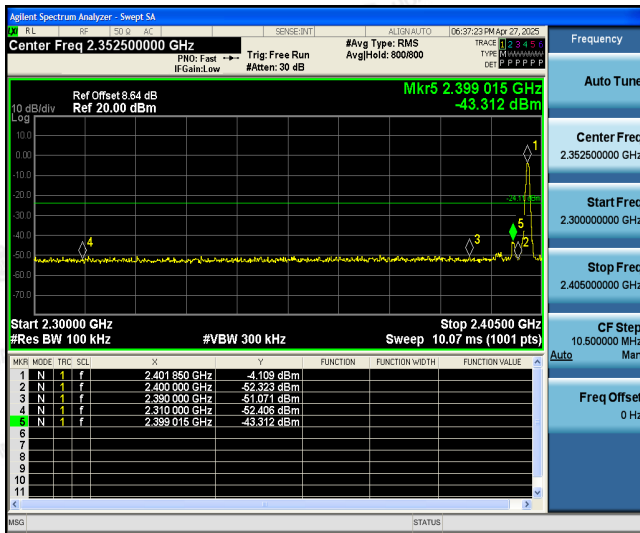 Agilent Spectrum Analyzer - Swept SA
RL RF 50 Ω AC SENSE:INT ALIGN AUTO 06:37:23 PM Apr 27, 2025
Center Freq 2.352500000 GHz
PNO: Fast
IFGain:Low
Trig: Free Run
#Atten: 30 dB
#Avg Type: RMS
Avg|Hold: 800/800
TRACE 1 2 3 4 5 6
TYPE M
DET P P P P P P
Ref Offset 8.64 dB
Ref 20.00 dBm
Mkr5 2.399 015 GHz
-43.312 dBm
10 dB/div
Log
10.0
0.00
-10.0
-20.0
-30.0
-40.0
-50.0
-60.0
-70.0
1
5
3
2
4
Start 2.30000 GHz
Stop 2.40500 GHz
#Res BW 100 kHz
#VBW 300 kHz
Sweep 10.07 ms (1001 pts)
MKR MODE TRC SCL X Y FUNCTION FUNCTION WIDTH FUNCTION VALUE
1 N 1 f 2.401 850 GHz -4.109 dBm
2 N 1 f 2.400 000 GHz -52.323 dBm
3 N 1 f 2.390 000 GHz -51.071 dBm
4 N 1 f 2.310 000 GHz -52.406 dBm
5 N 1 f 2.399 015 GHz -43.312 dBm
6
7
8
9
10
11
MSG
STATUS
Frequency
Auto Tune
Center Freq
2.352500000 GHz
Start Freq
2.300000000 GHz
Stop Freq
2.405000000 GHz
CF Step
10.500000 MHz
Auto Man
Freq Offset
0 Hz